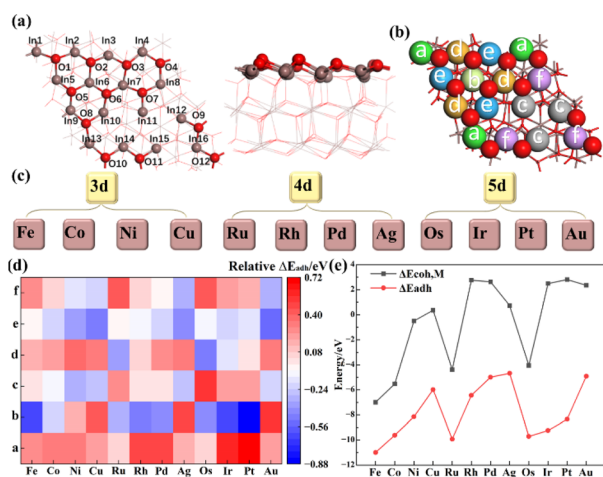 (a)
In1 In2 In3 In4
O1 O2 O3 O4
In5 In6 In7 In8
O5 O6 O7
In9 O8 In10 In11 In12 O9
In13 In14 In15 In16
O10 O11 O12
(b)
a d e a
e b d f
d e c c
a f c f
(c)
3d 4d 5d
Fe Co Ni Cu Ru Rh Pd Ag Os Ir Pt Au
(d)
Relative ΔEadh/eV
f
e
d
c
b
a
Fe Co Ni Cu Ru Rh Pd Ag Os Ir Pt Au
0.72
0.40
0.08
-0.24
-0.56
-0.88
(e)
ΔEcoh,M
ΔEadh
Energy/eV
4
2
0
-2
-4
-6
-8
-10
-12
Fe Co Ni Cu Ru Rh Pd Ag Os Ir Pt Au